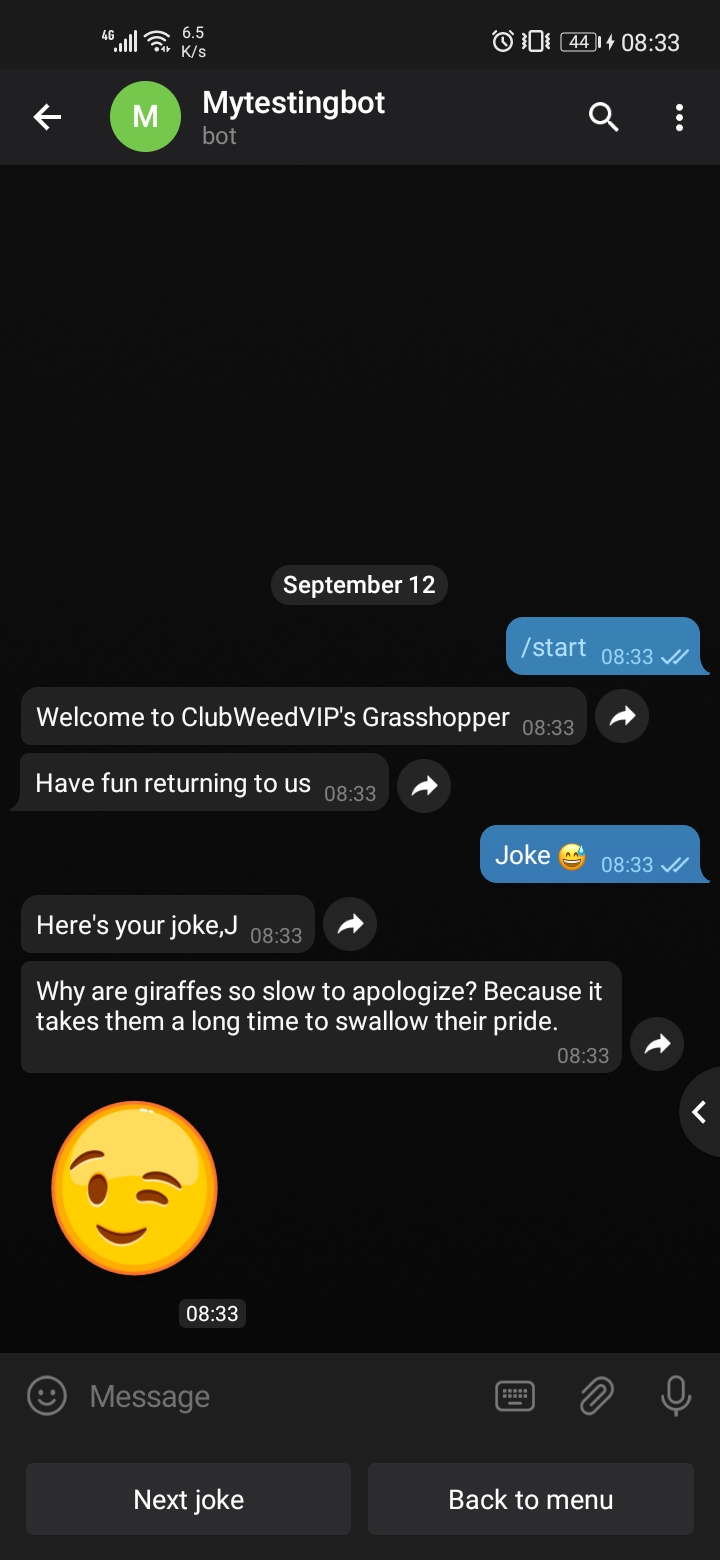 4G 6.5 K/s 44 08:33
M Mytestingbot
bot
September 12
/start 08:33
Welcome to ClubWeedVIP's Grasshopper 08:33
Have fun returning to us 08:33
Joke 😅 08:33
Here's your joke,J 08:33
Why are giraffes so slow to apologize? Because it
takes them a long time to swallow their pride.
08:33
08:33
Message
Next joke Back to menu